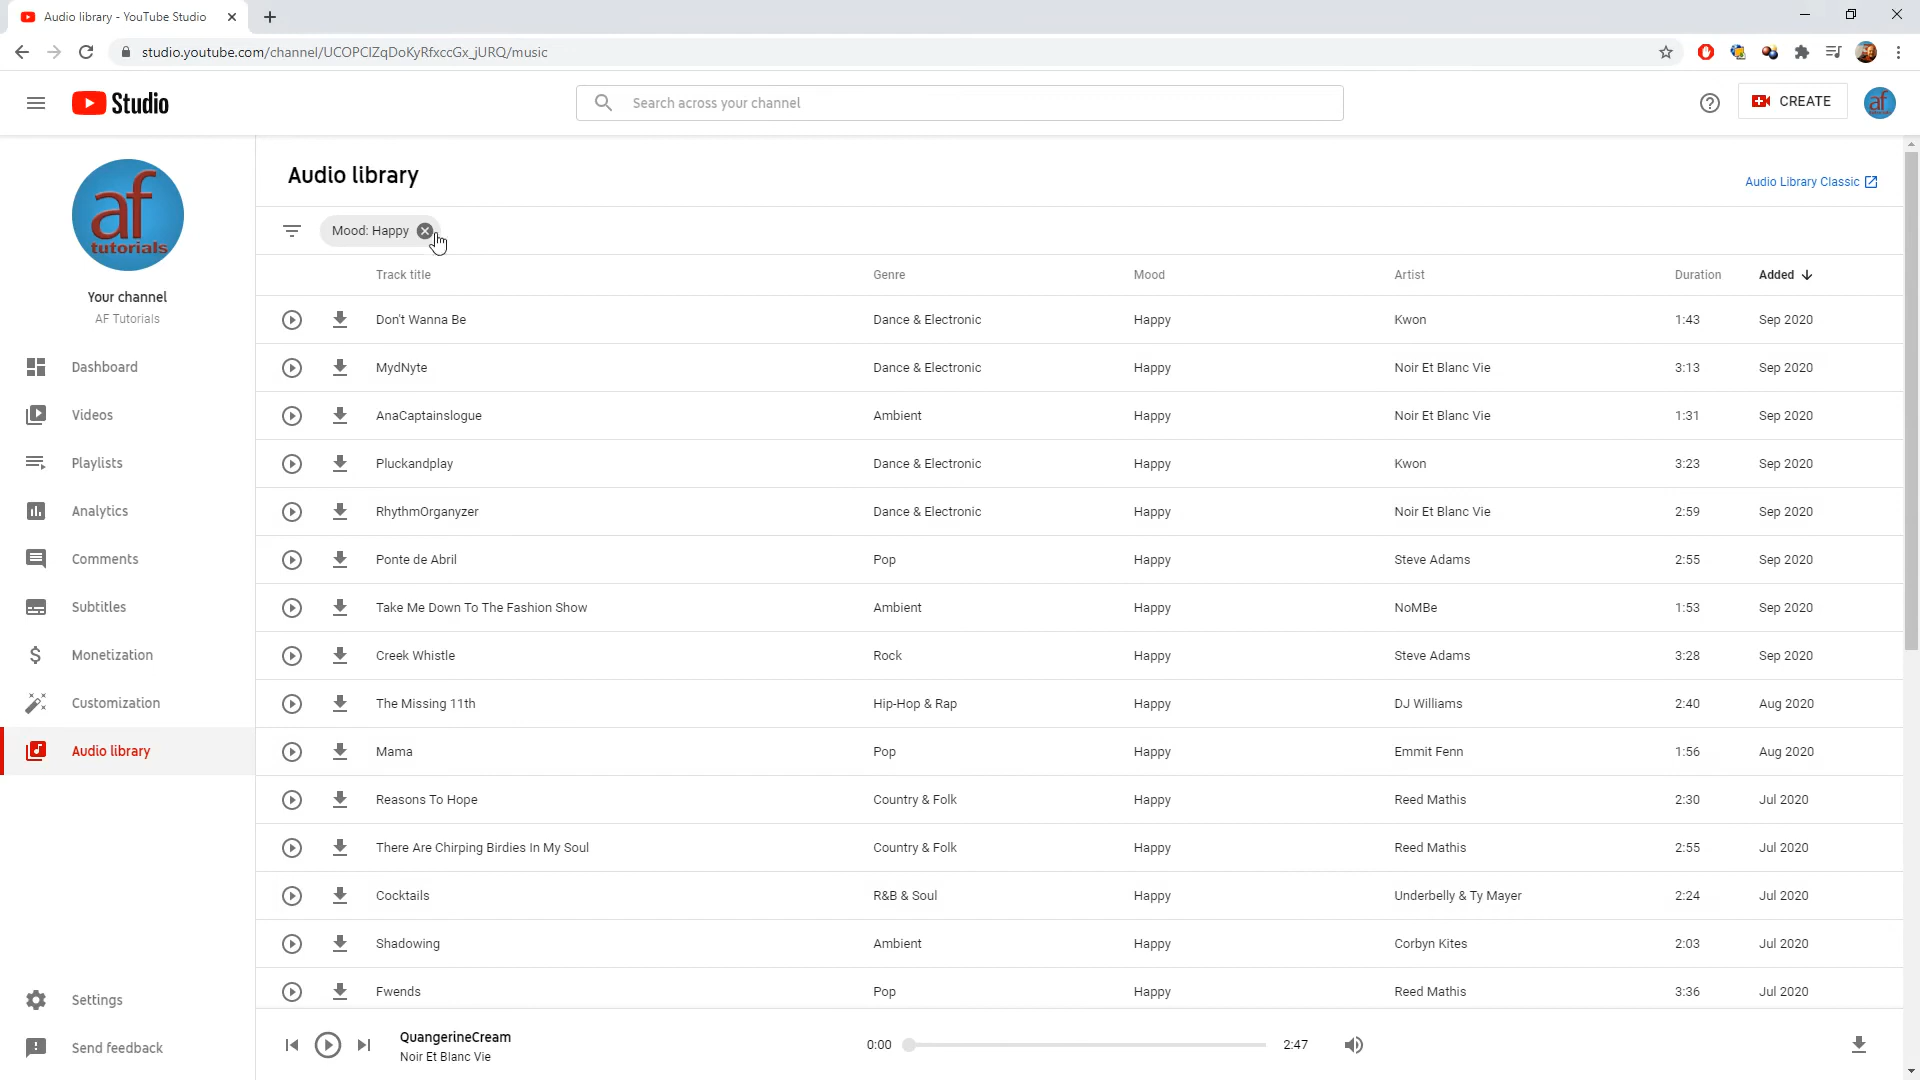 Audio library - YouTube Studio
studio.youtube.com/channel/UCOPCIZqDoKyRfxccGx_jURQ/music
Studio
Search across your channel
CREATE
af
af
tutorials
Your channel
AF Tutorials
Dashboard
Videos
Playlists
Analytics
Comments
Subtitles
Monetization
Customization
Audio library
Settings
Send feedback
Audio library
Audio Library Classic
Mood: Happy
Track title Genre Mood Artist Duration Added
Don't Wanna Be Dance & Electronic Happy Kwon 1:43 Sep 2020
MydNyte Dance & Electronic Happy Noir Et Blanc Vie 3:13 Sep 2020
AnaCaptainslogue Ambient Happy Noir Et Blanc Vie 1:31 Sep 2020
Pluckandplay Dance & Electronic Happy Kwon 3:23 Sep 2020
RhythmOrganyzer Dance & Electronic Happy Noir Et Blanc Vie 2:59 Sep 2020
Ponte de Abril Pop Happy Steve Adams 2:55 Sep 2020
Take Me Down To The Fashion Show Ambient Happy NoMBe 1:53 Sep 2020
Creek Whistle Rock Happy Steve Adams 3:28 Sep 2020
The Missing 11th Hip-Hop & Rap Happy DJ Williams 2:40 Aug 2020
Mama Pop Happy Emmit Fenn 1:56 Aug 2020
Reasons To Hope Country & Folk Happy Reed Mathis 2:30 Jul 2020
There Are Chirping Birdies In My Soul Country & Folk Happy Reed Mathis 2:55 Jul 2020
Cocktails R&B & Soul Happy Underbelly & Ty Mayer 2:24 Jul 2020
Shadowing Ambient Happy Corbyn Kites 2:03 Jul 2020
Fwends Pop Happy Reed Mathis 3:36 Jul 2020
QuangerineCream
Noir Et Blanc Vie
0:00 2:47